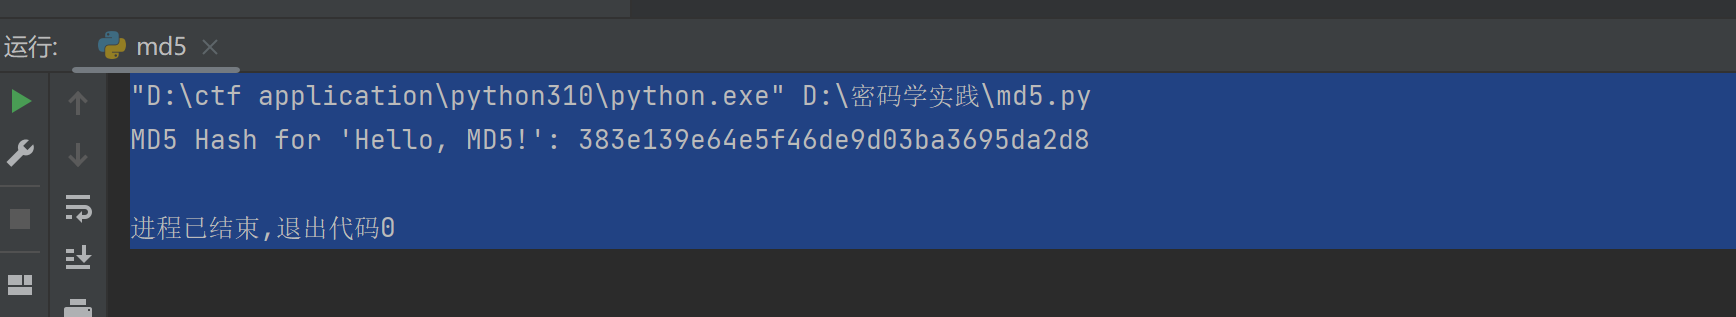 运行:
md5
"D:\ctf application\python310\python.exe" D:\密码学实践\md5.py
MD5 Hash for 'Hello, MD5!': 383e139e64e5f46de9d03ba3695da2d8
进程已结束,退出代码0